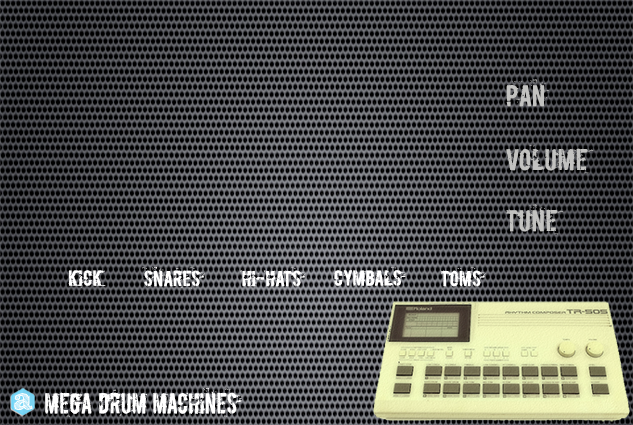 PAN
VOLUME
TUNE
KICK SNARES HI-HATS CYMBALS TOMS
Roland
RHYTHM COMPOSER TR-505
MEGA DRUM MACHINES